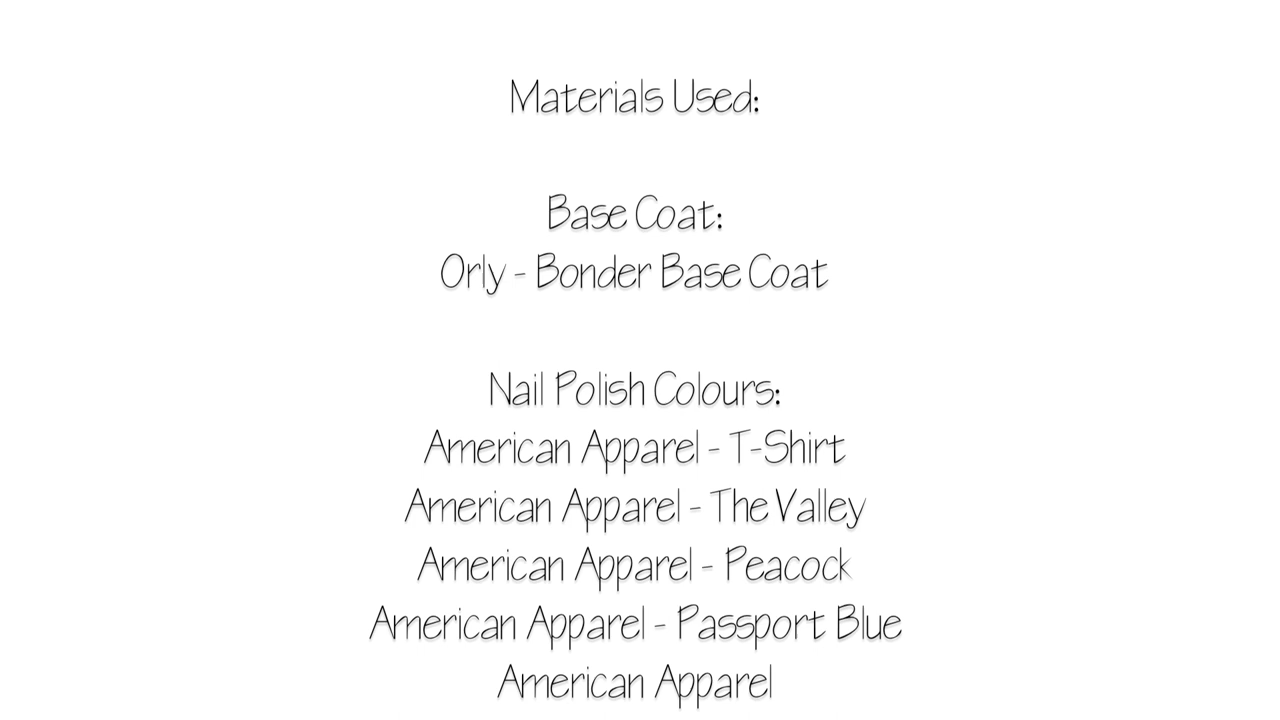 Materials Used:
Base Coat:
Orly - Bonder Base Coat
Nail Polish Colours:
American Apparel - T-Shirt
American Apparel - The Valley
American Apparel - Peacock
American Apparel - Passport Blue
American Apparel